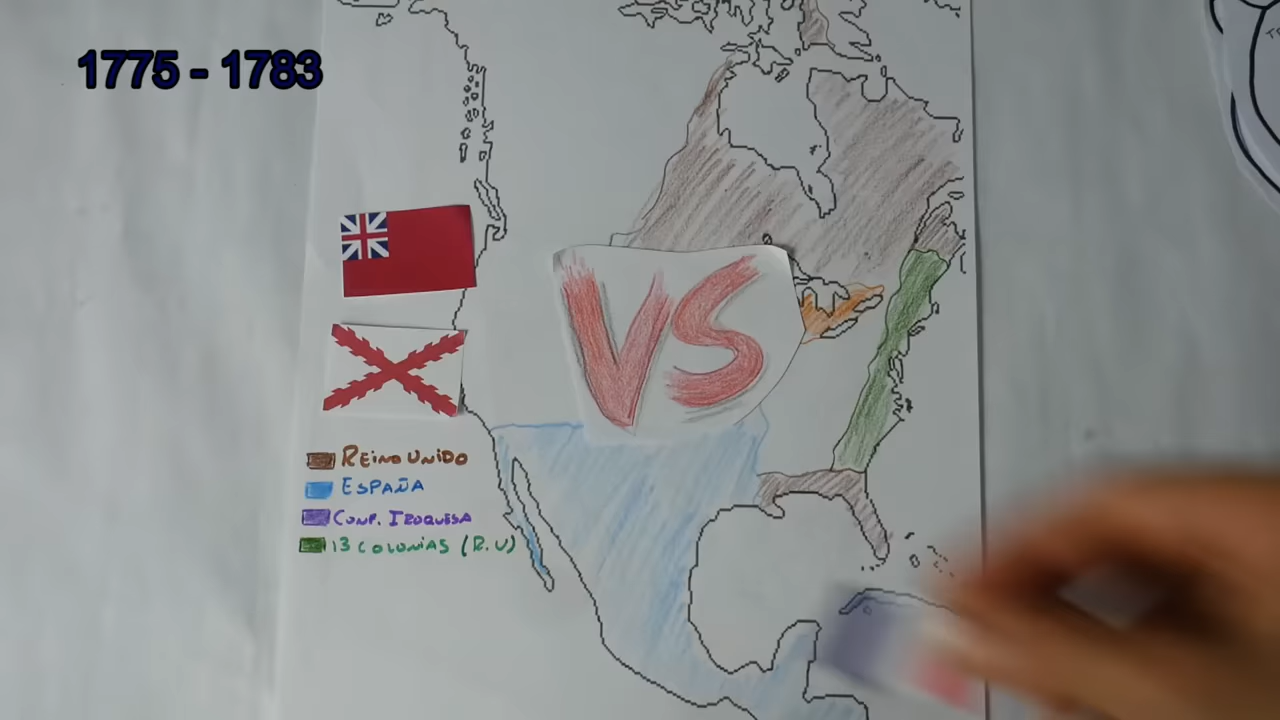 1775 - 1783
VS
REINO UNIDO
ESPAÑA
CONF. IROQUESA
13 COLONIAS (R.U)